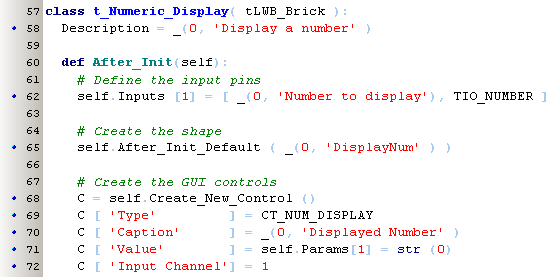 57 class t_Numeric_Display( tLWB_Brick ):
58 Description = _(0, 'Display a number' )
59
60 def After_Init(self):
61 # Define the input pins
62 self.Inputs [1] = [ _(0, 'Number to display'), TIO_NUMBER ]
63
64 # Create the shape
65 self.After_Init_Default ( _(0, 'DisplayNum' ) )
66
67 # Create the GUI controls
68 C = self.Create_New_Control ()
69 C [ 'Type' ] = CT_NUM_DISPLAY
70 C [ 'Caption' ] = _(0, 'Displayed Number' )
71 C [ 'Value' ] = self.Params[1] = str (0)
72 C [ 'Input Channel'] = 1